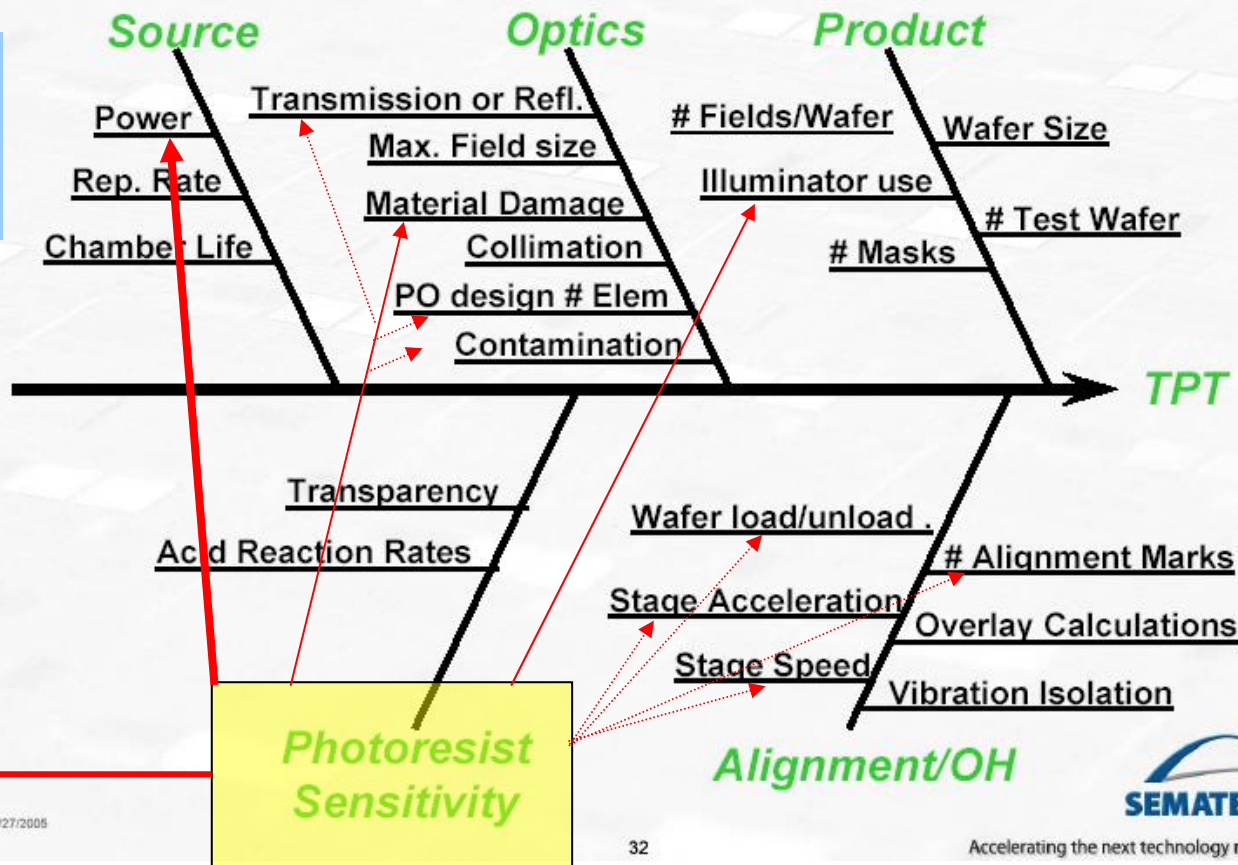 Source
Optics
Product
Power
Rep. Rate
Chamber Life
Transmission or Refl.
Max. Field size
Material Damage
Collimation
PO design # Elem
Contamination
# Fields/Wafer
Illuminator use
# Masks
Wafer Size
# Test Wafer
TPT
Transparency
Acid Reaction Rates
Photoresist
Sensitivity
Wafer load/unload .
Stage Acceleration
Stage Speed
# Alignment Marks
Overlay Calculations
Vibration Isolation
Alignment/OH
SEMATE
/27/2005
32
Accelerating the next technology r